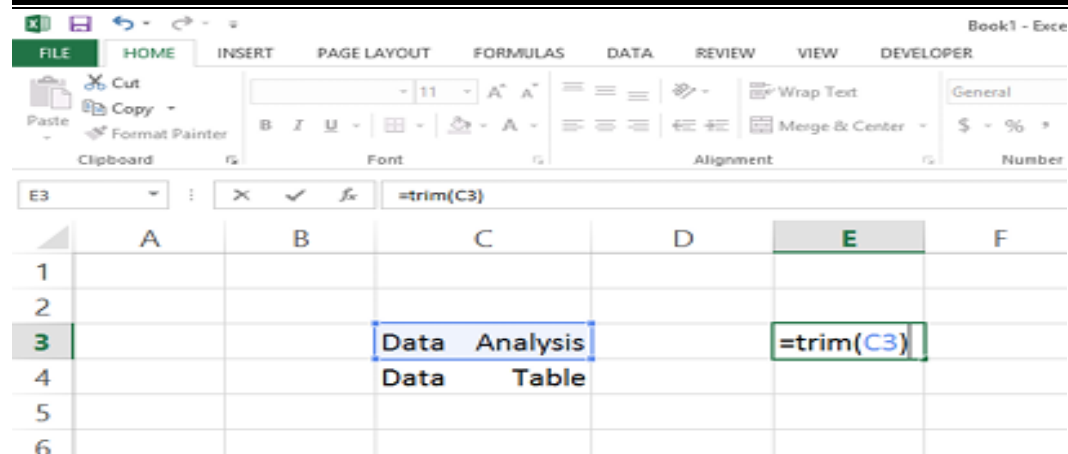 Book1 - Exce
FILE HOME INSERT PAGE LAYOUT FORMULAS DATA REVIEW VIEW DEVELOPER
Cut
Copy
Format Painter
Paste
11 A A
B I U A
Wrap Text
Merge & Center
General
$ %
Clipboard Font Alignment Number
E3 fx =trim(C3)
A B C D E F
1
2
3 Data Analysis =trim(C3)
4 Data Table
5
6